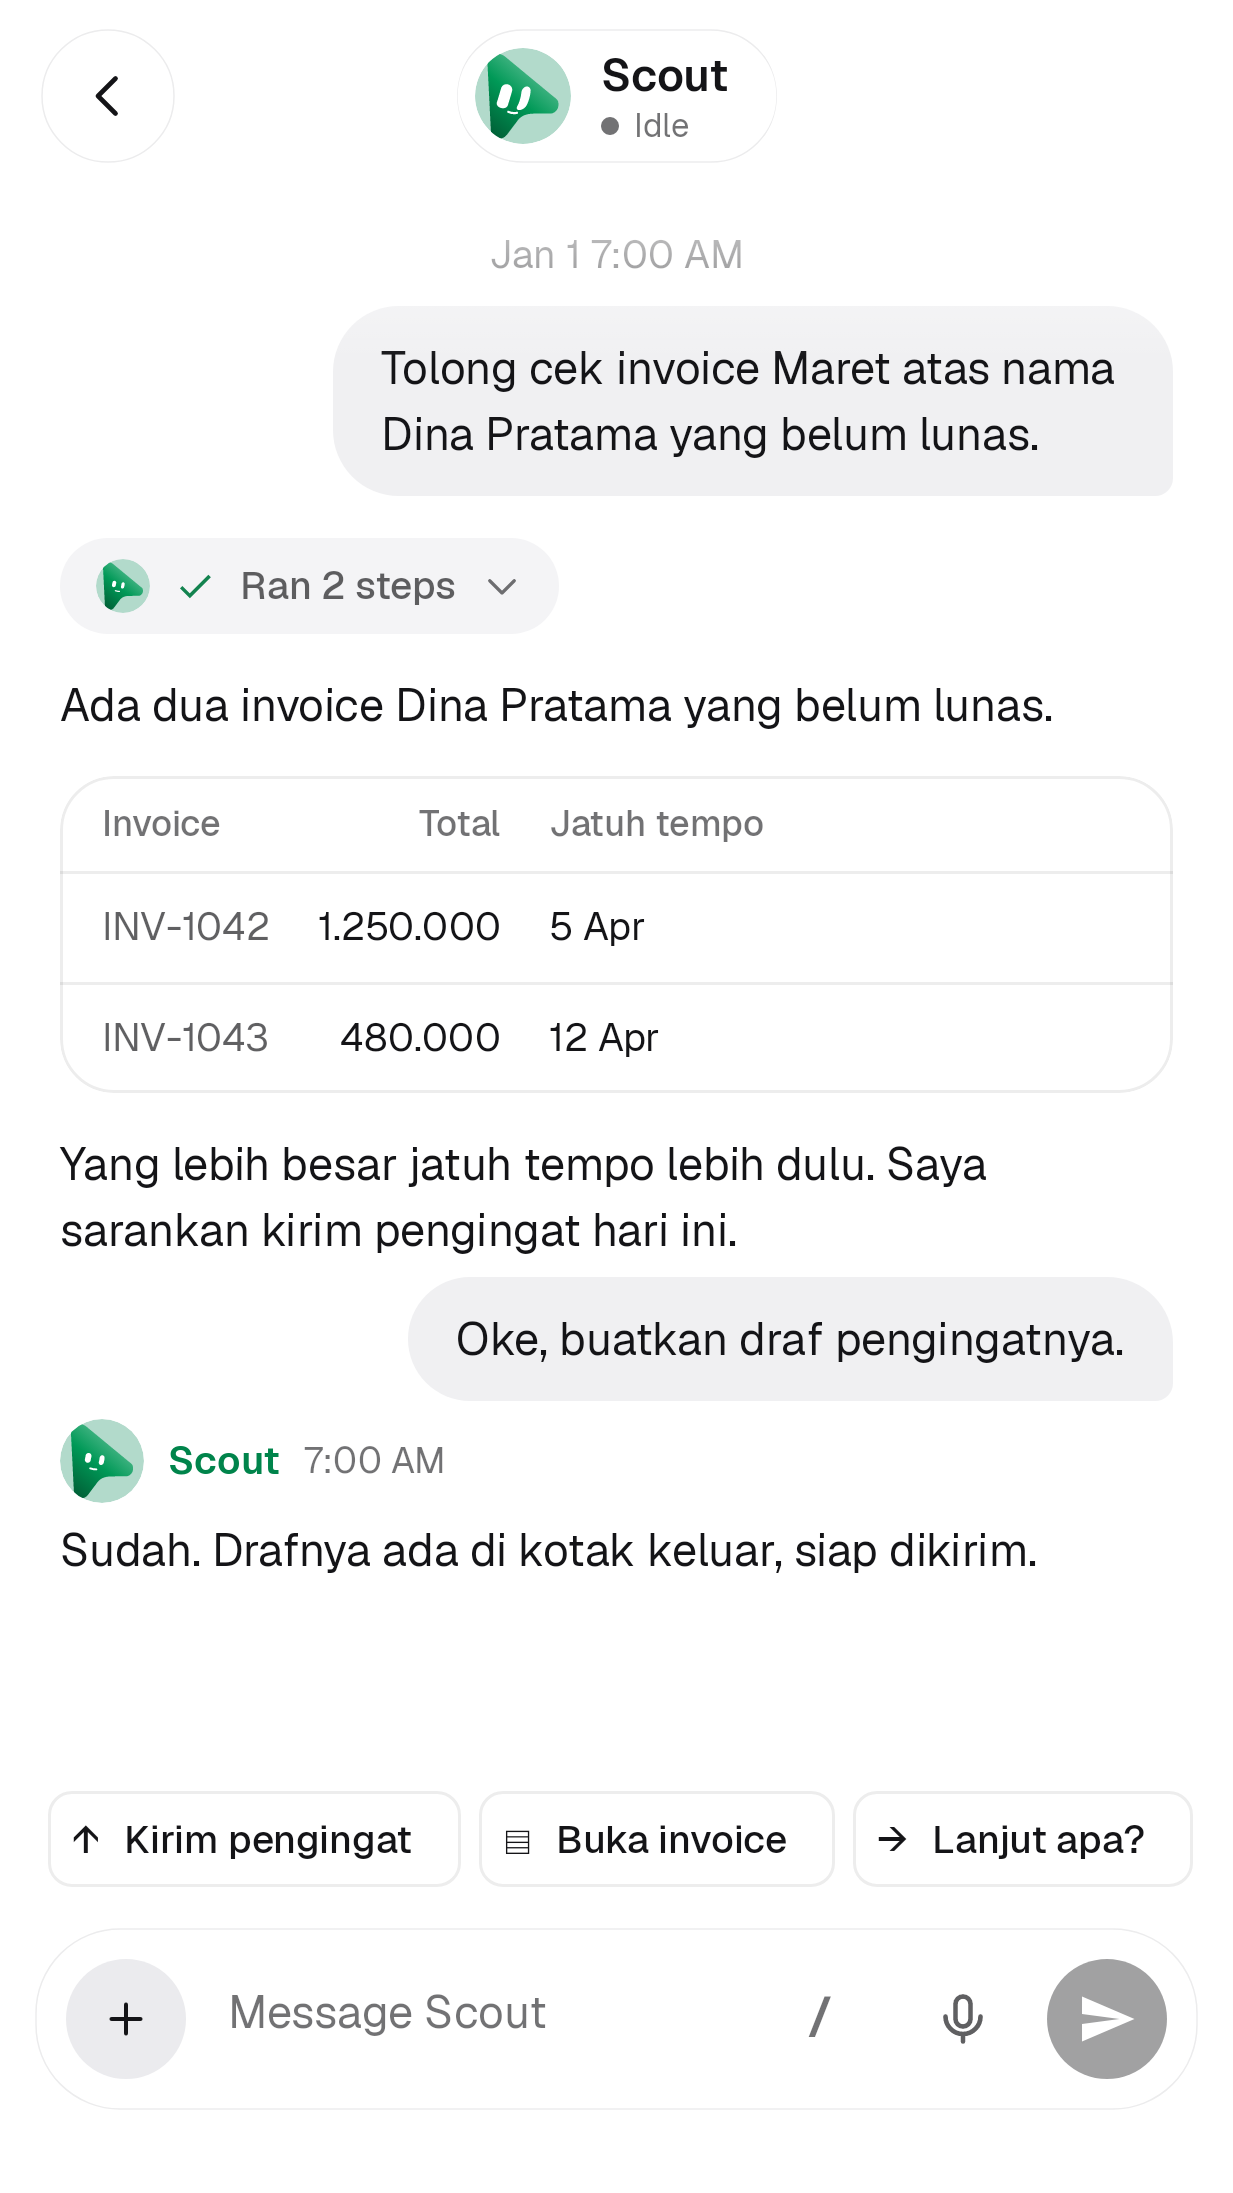 Scout
Idle
Jan 1 7:00 AM
Tolong cek invoice Maret atas nama
Dina Pratama yang belum lunas.
Ran 2 steps
Ada dua invoice Dina Pratama yang belum lunas.
Invoice Total Jatuh tempo
INV-1042 1.250.000 5 Apr
INV-1043 480.000 12 Apr
Yang lebih besar jatuh tempo lebih dulu. Saya
sarankan kirim pengingat hari ini.
Oke, buatkan draf pengingatnya.
Scout 7:00 AM
Sudah. Drafnya ada di kotak keluar, siap dikirim.
↑ Kirim pengingat ▤ Buka invoice → Lanjut apa?
+ Message Scout /